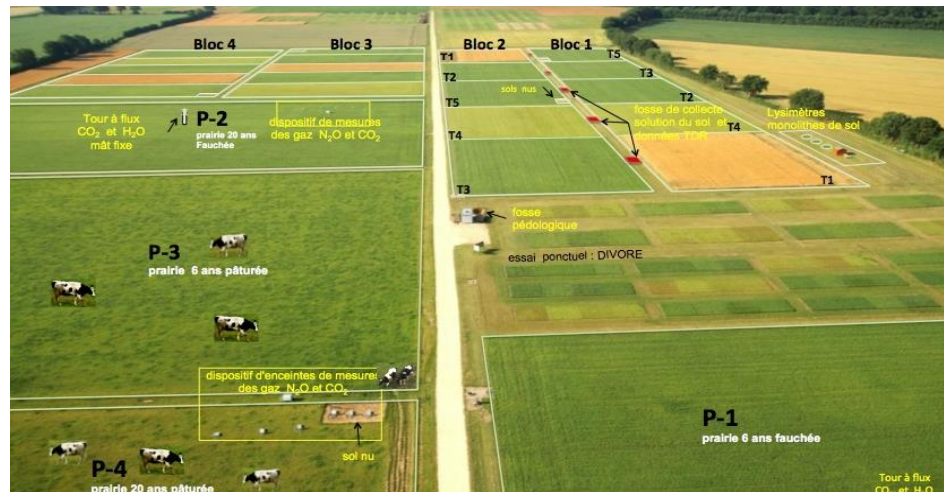 Bloc 4
Bloc 3
Bloc 2
Bloc 1
T1
T5
T2
T3
sols nus
T5
T2
Tour à flux
CO2 et H2O
mât fixe
P-2
prairie 20 ans
Fauchée
dispositif de mesures
des gaz N2O et CO2
fosse de collecte
solution du sol et
données TDR
Lysimètres
monolithes de sol
T4
T4
T3
T1
fosse
pédologique
P-3
prairie 6 ans pâturée
essai ponctuel : DIVORE
dispositif d'enceintes de mesures
des gaz N2O et CO2
sol nu
P-4
prairie 20 ans pâturée
P-1
prairie 6 ans fauchée
Tour à flux
CO2 et H2O